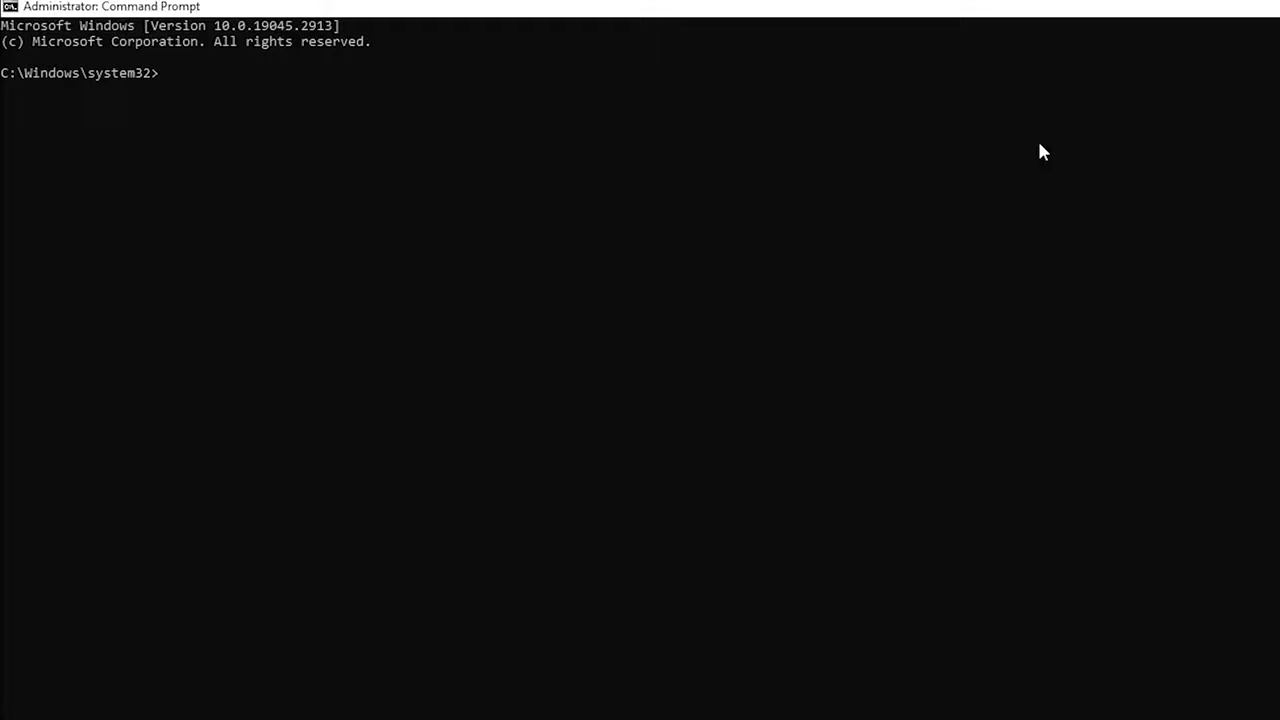 Administrator: Command Prompt
Microsoft Windows [Version 10.0.19045.2913]
(c) Microsoft Corporation. All rights reserved.
C:\Windows\system32>